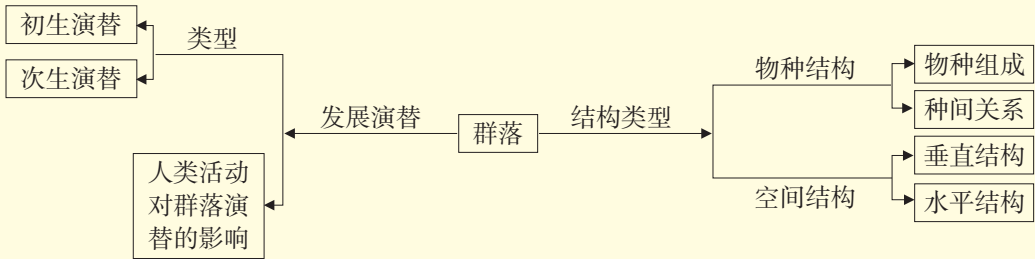 初生演替
次生演替
类型
发展演替
人类活动
对群落演
替的影响
群落
结构类型
物种结构
物种组成
种间关系
空间结构
垂直结构
水平结构